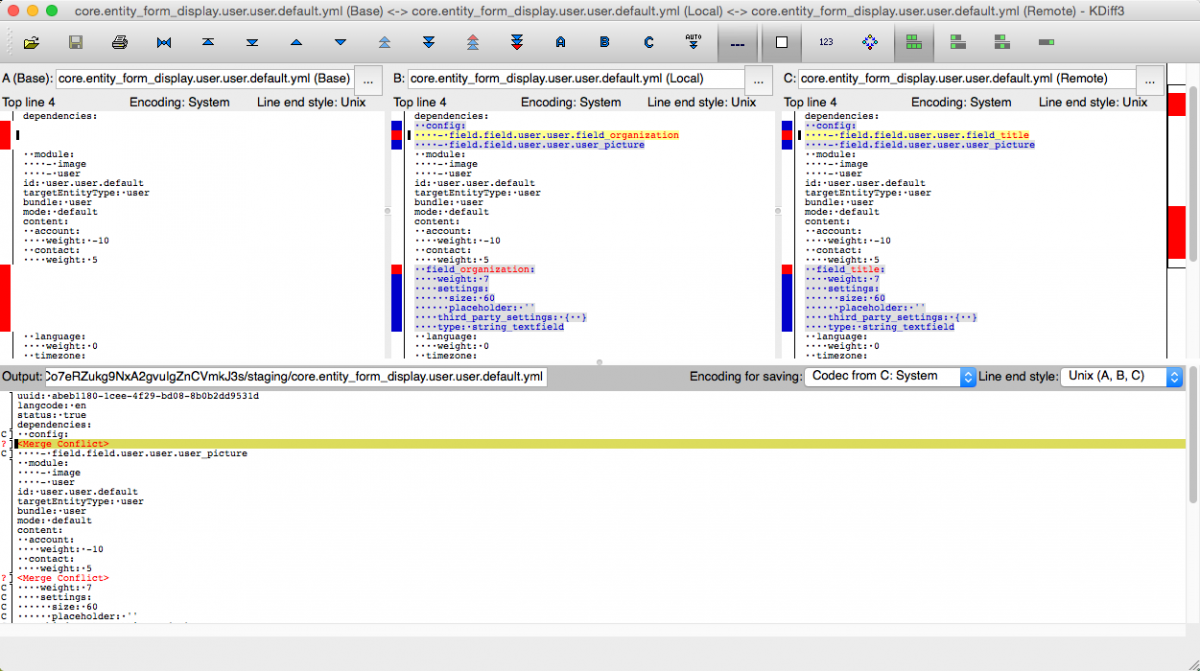 core.entity_form_display.user.user.default.yml (Base) <-> core.entity_form_display.user.user.default.yml (Local) <-> core.entity_form_display.user.user.default.yml (Remote) - KDiff3
A B C AUTO --- 123
A (Base): core.entity_form_display.user.user.default.yml (Base) ...
Top line 4 Encoding: System Line end style: Unix
dependencies:
··module:
····-·image
····-·user
id:·user.user.default
targetEntityType:·user
bundle:·user
mode:·default
content:
··account:
····weight:·-10
··contact:
····weight:·5
··language:
····weight:·0
··timezone:
B: core.entity_form_display.user.user.default.yml (Local) ...
Top line 4 Encoding: System Line end style: Unix
dependencies:
··config:
····-·field.field.user.user.field_organization
····-·field.field.user.user.user_picture
··module:
····-·image
····-·user
id:·user.user.default
targetEntityType:·user
bundle:·user
mode:·default
content:
··account:
····weight:·-10
··contact:
····weight:·5
··field_organization:
····weight:·7
····settings:
······size:·60
······placeholder:·''
····third_party_settings:·{··}
····type:·string_textfield
··language:
····weight:·0
··timezone:
C: core.entity_form_display.user.user.default.yml (Remote) ...
Top line 4 Encoding: System Line end style: Unix
dependencies:
··config:
····-·field.field.user.user.field_title
····-·field.field.user.user.user_picture
··module:
····-·image
····-·user
id:·user.user.default
targetEntityType:·user
bundle:·user
mode:·default
content:
··account:
····weight:·-10
··contact:
····weight:·5
··field_title:
····weight:·7
····settings:
······size:·60
······placeholder:·''
····third_party_settings:·{··}
····type:·string_textfield
··language:
····weight:·0
··timezone:
Output: Co7eRZukg9NxA2gvuIgZnCVmkJ3s/staging/core.entity_form_display.user.user.default.yml Encoding for saving: Codec from C: System Line end style: Unix (A, B, C)
uuid:·abeb1180-1cee-4f29-bd08-8b0b2dd9531d
langcode:·en
status:·true
dependencies:
C ··config:
? <Merge Conflict>
C ····-·field.field.user.user.user_picture
··module:
····-·image
····-·user
id:·user.user.default
targetEntityType:·user
bundle:·user
mode:·default
content:
··account:
····weight:·-10
··contact:
····weight:·5
? <Merge Conflict>
C ····weight:·7
C ····settings:
C ······size:·60
C ······placeholder:·''